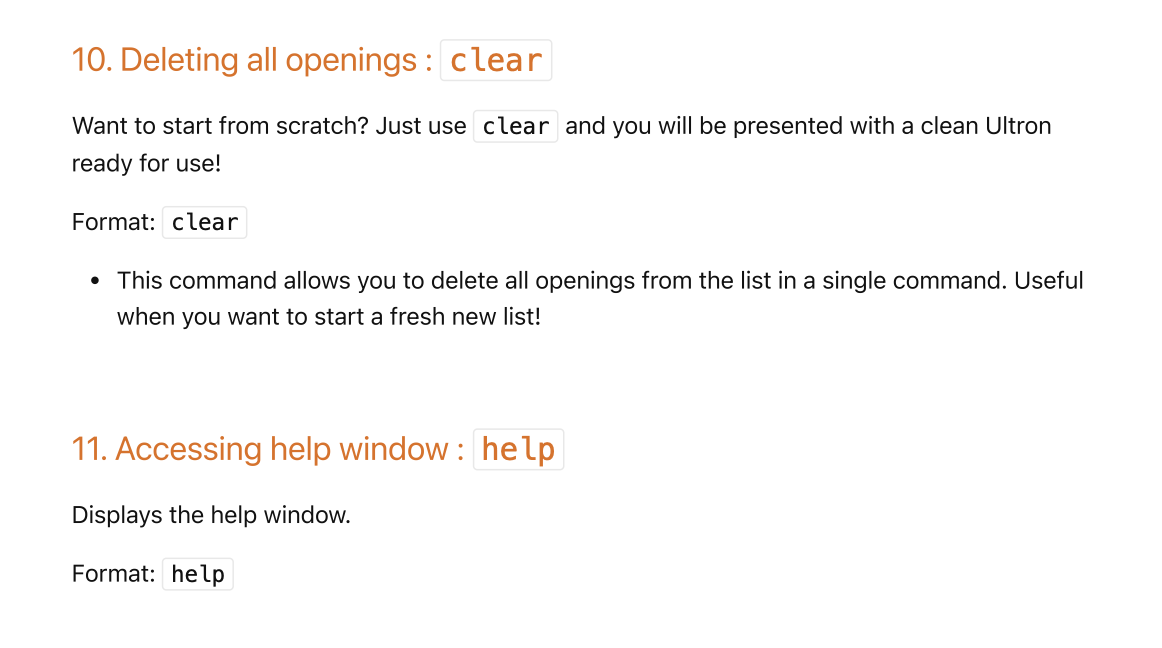 10. Deleting all openings : clear
Want to start from scratch? Just use clear and you will be presented with a clean Ultron
ready for use!
Format: clear
• This command allows you to delete all openings from the list in a single command. Useful
when you want to start a fresh new list!
11. Accessing help window : help
Displays the help window.
Format: help